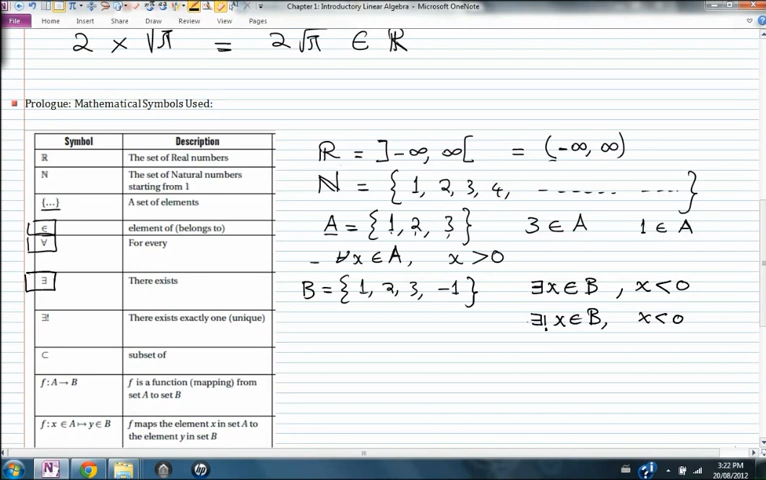 Chapter 1: Introductory Linear Algebra - Microsoft OneNote
File Home Insert Share Draw Review View Pages
2 × √π = 2√π ∈ ℝ
Prologue: Mathematical Symbols Used:
Symbol Description
ℝ The set of Real numbers
ℕ The set of Natural numbers starting from 1
{...} A set of elements
∈ element of (belongs to)
∀ For every
∃ There exists
∃! There exists exactly one (unique)
⊂ subset of
f: A → B f is a function (mapping) from set A to set B
f: x ∈ A ↦ y ∈ B f maps the element x in set A to the element y in set B
ℝ = ]-∞, ∞[ = (-∞, ∞)
ℕ = { 1, 2, 3, 4, ------- ----- }
A = { 1, 2, 3 } 3 ∈ A 1 ∈ A
- ∀x ∈ A, x > 0
B = { 1, 2, 3, -1 } ∃x ∈ B , x < 0
∃! x ∈ B, x < 0
3:22 PM
20/08/2012